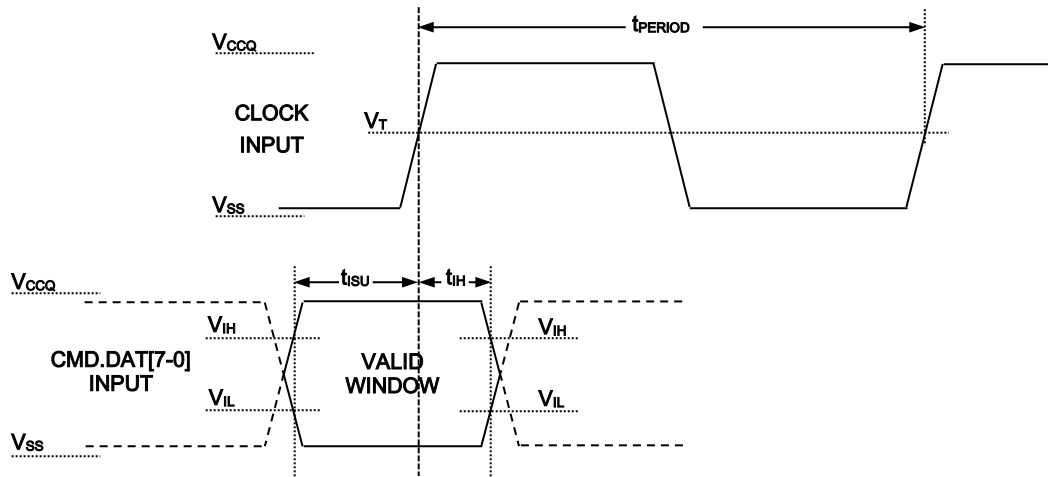 tPERIOD
VCCQ
CLOCK
INPUT
VT
VSS
VCCQ
tISU
tIH
VIH
VIH
CMD.DAT[7-0]
INPUT
VALID
WINDOW
VIL
VIL
VSS